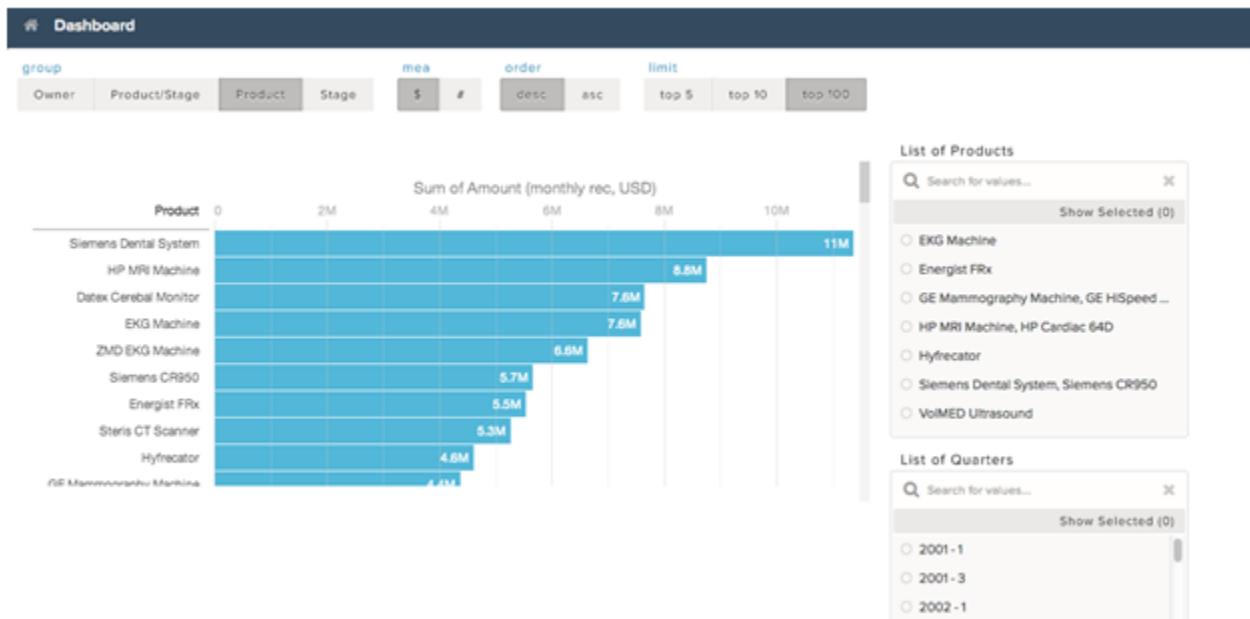 Dashboard
group mea order limit
Owner Product/Stage Product Stage $ # desc asc top 5 top 10 top 100
Sum of Amount (monthly rec, USD)
Product 0 2M 4M 6M 8M 10M
Siemens Dental System 11M
HP MRI Machine 8.8M
Datex Cerebal Monitor 7.6M
EKG Machine 7.6M
ZMD EKG Machine 6.6M
Siemens CR950 5.7M
Energist FRx 5.5M
Steris CT Scanner 5.3M
Hyfrecator 4.6M
GE Mammography Machine 4.4M
List of Products
Search for values...
Show Selected (0)
EKG Machine
Energist FRx
GE Mammography Machine, GE HiSpeed ...
HP MRI Machine, HP Cardiac 64D
Hyfrecator
Siemens Dental System, Siemens CR950
VolMED Ultrasound
List of Quarters
Search for values...
Show Selected (0)
2001 - 1
2001 - 3
2002 - 1